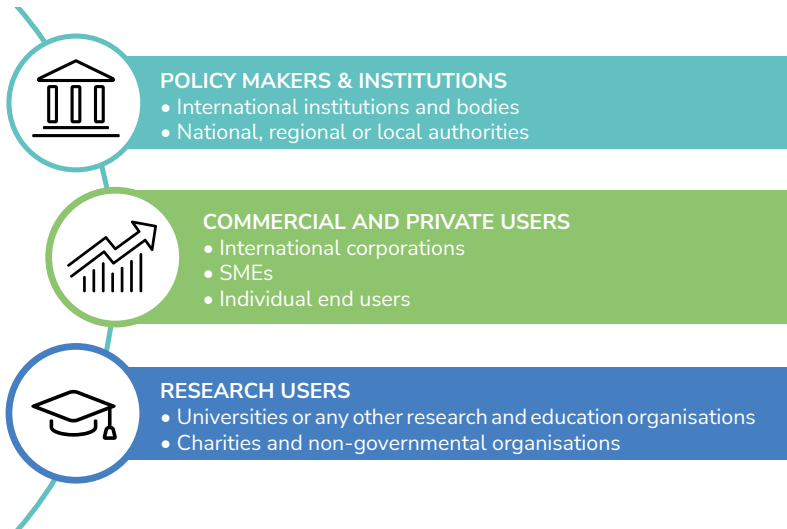 POLICY MAKERS & INSTITUTIONS
• International institutions and bodies
• National, regional or local authorities
COMMERCIAL AND PRIVATE USERS
• International corporations
• SMEs
• Individual end users
RESEARCH USERS
• Universities or any other research and education organisations
• Charities and non-governmental organisations